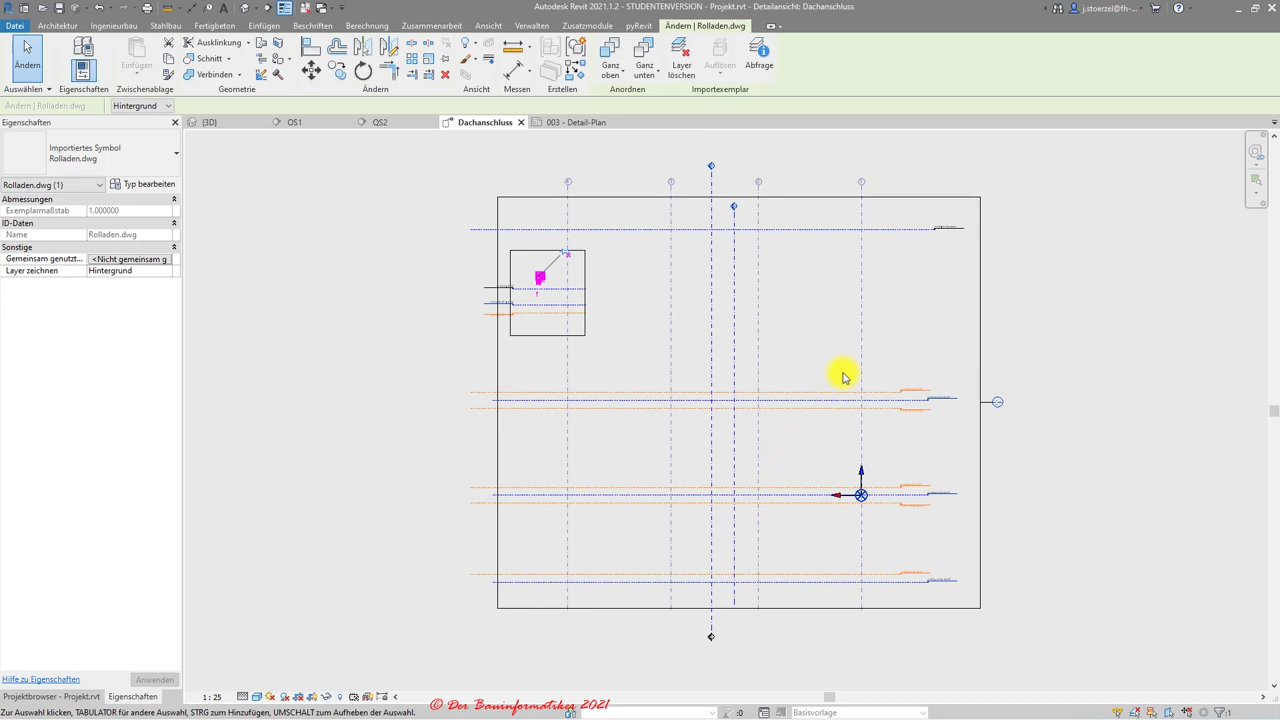 Autodesk Revit 2021.1.2 - STUDENTENVERSION - Projekt.rvt - Detailansicht: Dachanschluss
j.stoerzel@fh-...
Datei Architektur Ingenieurbau Stahlbau Fertigbeton Einfügen Beschriften Berechnung Zusammenarbeit Ansicht Verwalten Zusatzmodule pyRevit Ändern | Rolladen.dwg
Ausklinkung
Schnitt
Verbinden
Ändern
Eigenschaften
Einfügen
Ganz oben
Ganz unten
Layer löschen
Auflösen
Abfrage
Auswählen Eigenschaften Zwischenablage Geometrie Ändern Ansicht Messen Erstellen Anordnen Importexemplar
Ändern | Rolladen.dwg Hintergrund
Eigenschaften
{3D} OS1 QS2 Dachanschluss 003 - Detail-Plan
Importiertes Symbol
Rolladen.dwg
Rolladen.dwg (1) Typ bearbeiten
Abmessungen
Exemplarmaßstab 1.000000
ID-Daten
Name Rolladen.dwg
Sonstige
Gemeinsam genutzt... <Nicht gemeinsam g
Layer zeichnen Hintergrund
Hilfe zu Eigenschaften Anwenden
Projektbrowser - Projekt.rvt Eigenschaften
1 : 25
© Der Bauinformatiker 2021
Zur Auswahl klicken, TABULATOR für andere Auswahl, STRG zum Hinzufügen, UMSCHALT zum Aufheben der Auswahl.
:0
Basisvorlage
:1